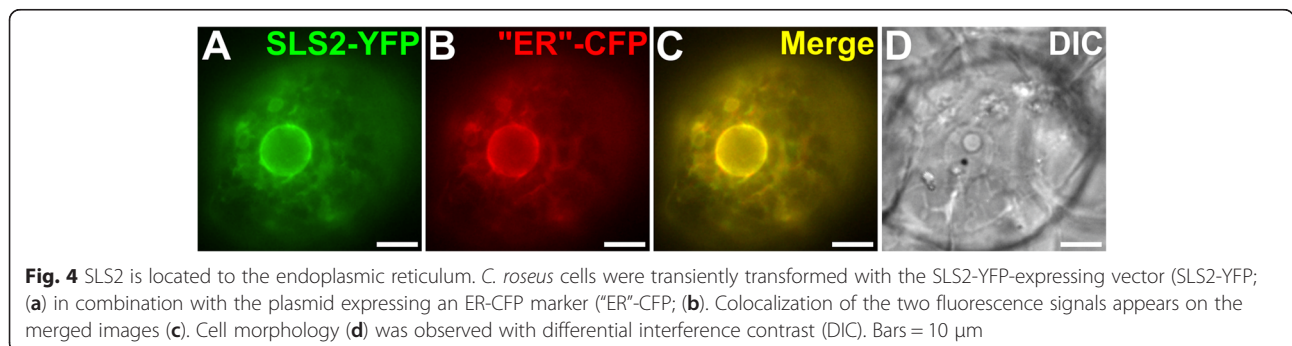 A SLS2-YFP B "ER"-CFP C Merge D DIC
Fig. 4 SLS2 is located to the endoplasmic reticulum. C. roseus cells were transiently transformed with the SLS2-YFP-expressing vector (SLS2-YFP;
(a) in combination with the plasmid expressing an ER-CFP marker (“ER”-CFP; (b). Colocalization of the two fluorescence signals appears on the
merged images (c). Cell morphology (d) was observed with differential interference contrast (DIC). Bars = 10 μm